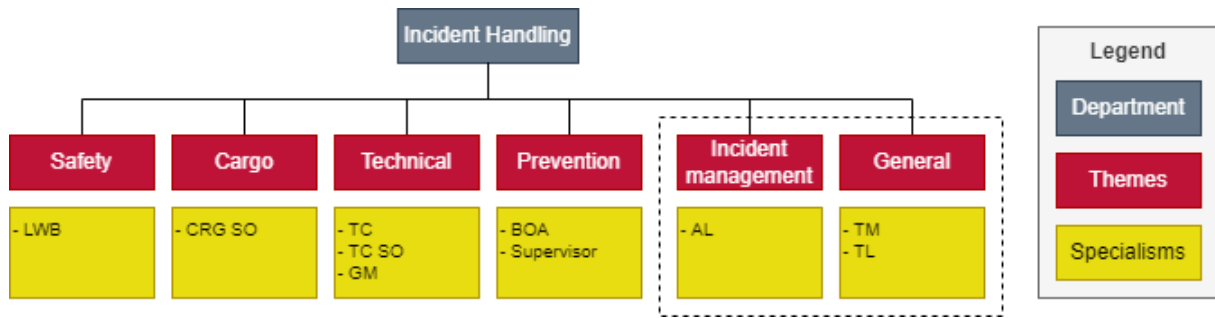 Incident Handling
Legend
Department
Themes
Specialisms
Safety
Cargo
Technical
Prevention
Incident
management
General
- LWB
- CRG SO
- TC
- TC SO
- GM
- BOA
- Supervisor
- AL
- TM
- TL